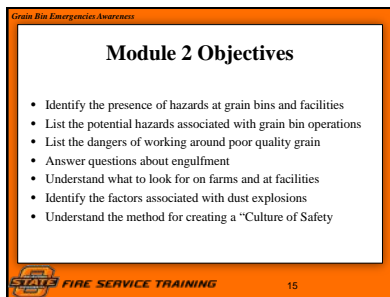 Grain Bin Emergencies Awareness
Module 2 Objectives
• Identify the presence of hazards at grain bins and facilities
• List the potential hazards associated with grain bin operations
• List the dangers of working around poor quality grain
• Answer questions about engulfment
• Understand what to look for on farms and at facilities
• Identify the factors associated with dust explosions
• Understand the method for creating a “Culture of Safety
STATE FIRE SERVICE TRAINING
15